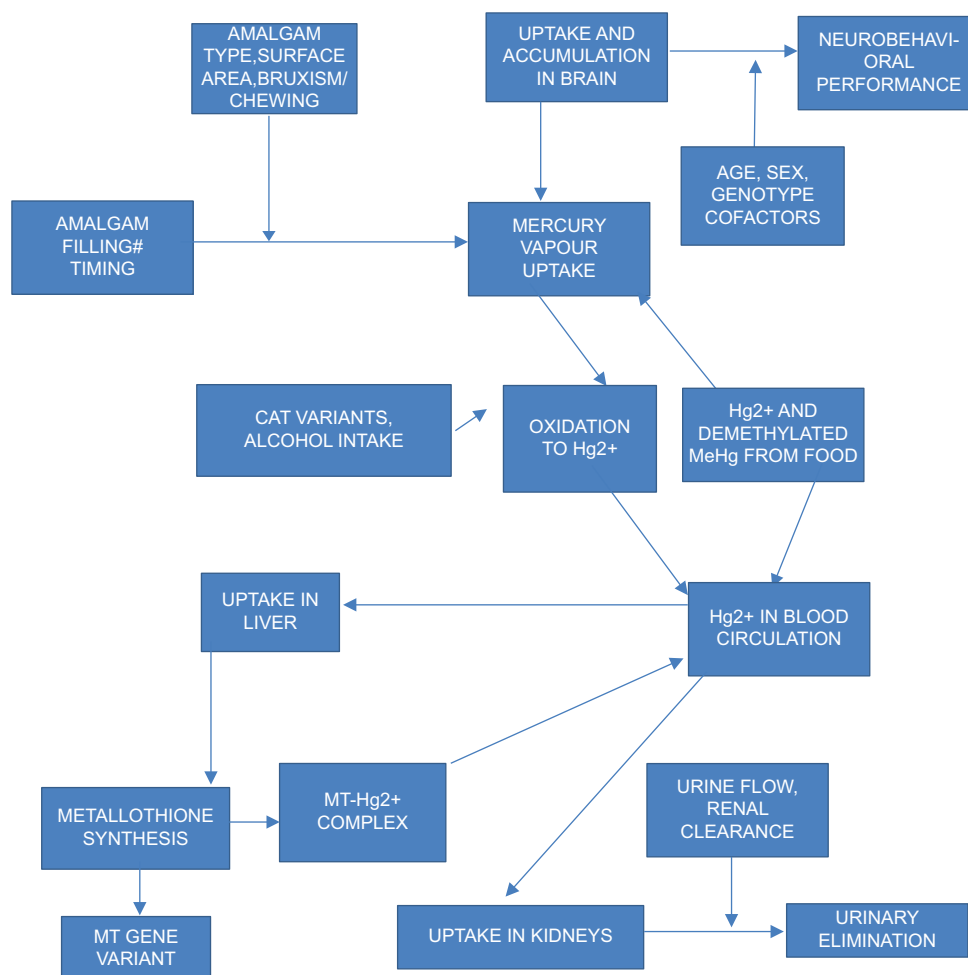 AMALGAM
TYPE,SURFACE
AREA,BRUXISM/
CHEWING
UPTAKE AND
ACCUMULATION
IN BRAIN
NEUROBEHAVI-
ORAL
PERFORMANCE
AGE, SEX,
GENOTYPE
COFACTORS
AMALGAM
FILLING#
TIMING
MERCURY
VAPOUR
UPTAKE
CAT VARIANTS,
ALCOHOL INTAKE
OXIDATION
TO Hg2+
Hg2+ AND
DEMETHYLATED
MeHg FROM FOOD
UPTAKE IN
LIVER
Hg2+ IN BLOOD
CIRCULATION
METALLOTHIONE
SYNTHESIS
MT-Hg2+
COMPLEX
URINE FLOW,
RENAL
CLEARANCE
MT GENE
VARIANT
UPTAKE IN KIDNEYS
URINARY
ELIMINATION